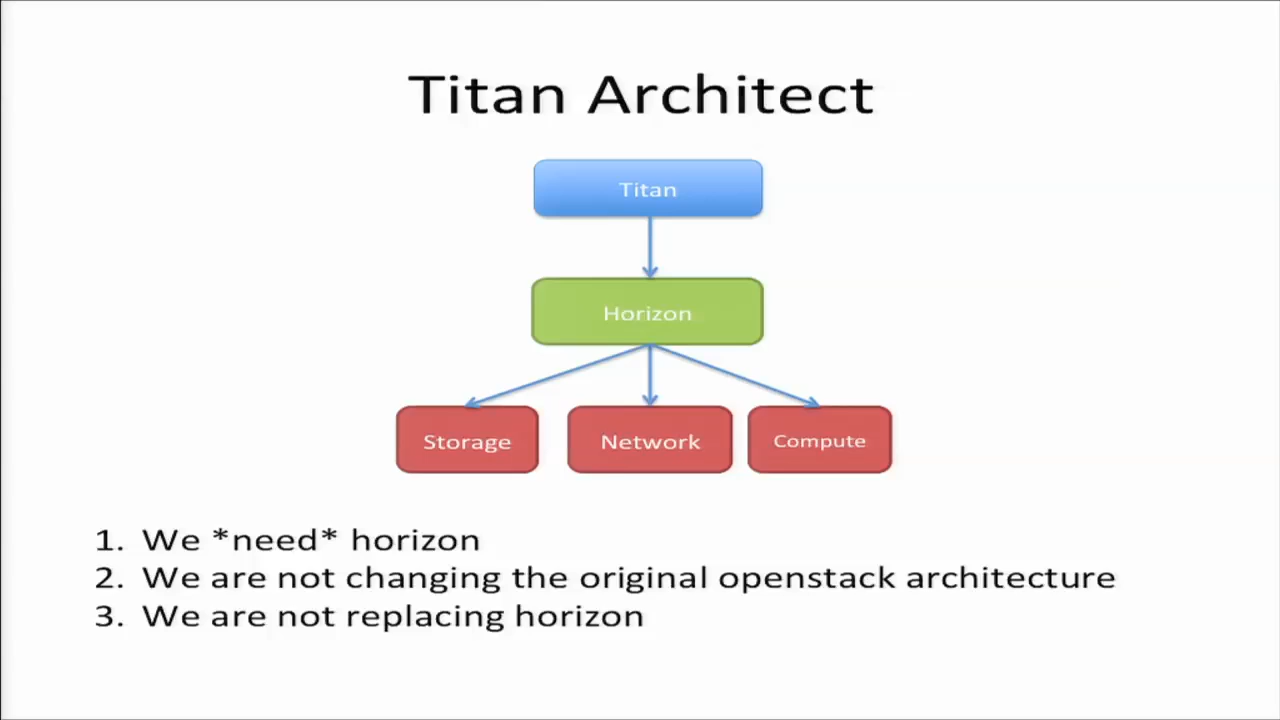 Titan Architect
Titan
Horizon
Storage Network Compute
1. We *need* horizon
2. We are not changing the original openstack architecture
3. We are not replacing horizon